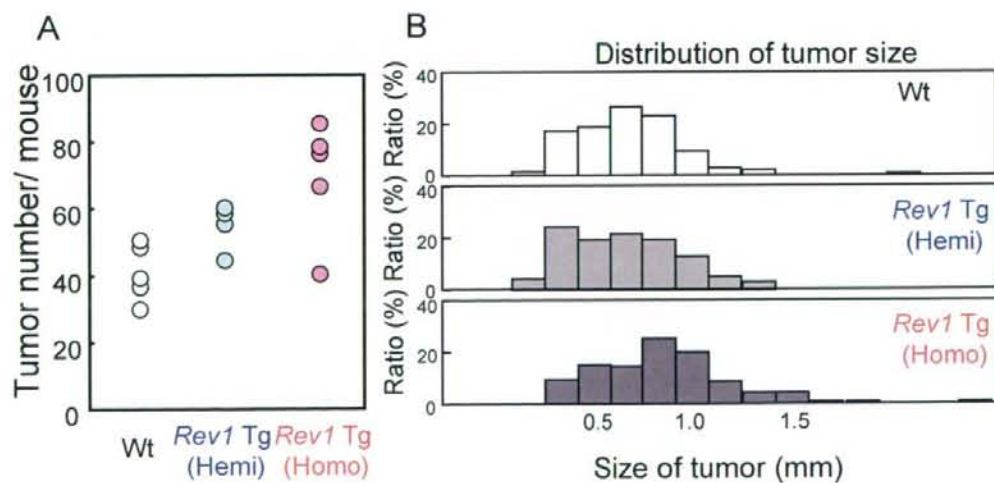 A
Tumor number/ mouse
100
80
60
40
20
0
Wt
Rev1 Tg
(Hemi)
Rev1 Tg
(Homo)
B
Distribution of tumor size
Ratio (%)
40
20
0
Wt
Ratio (%)
40
20
0
Rev1 Tg
(Hemi)
Ratio (%)
40
20
0
Rev1 Tg
(Homo)
0.5 1.0 1.5
Size of tumor (mm)